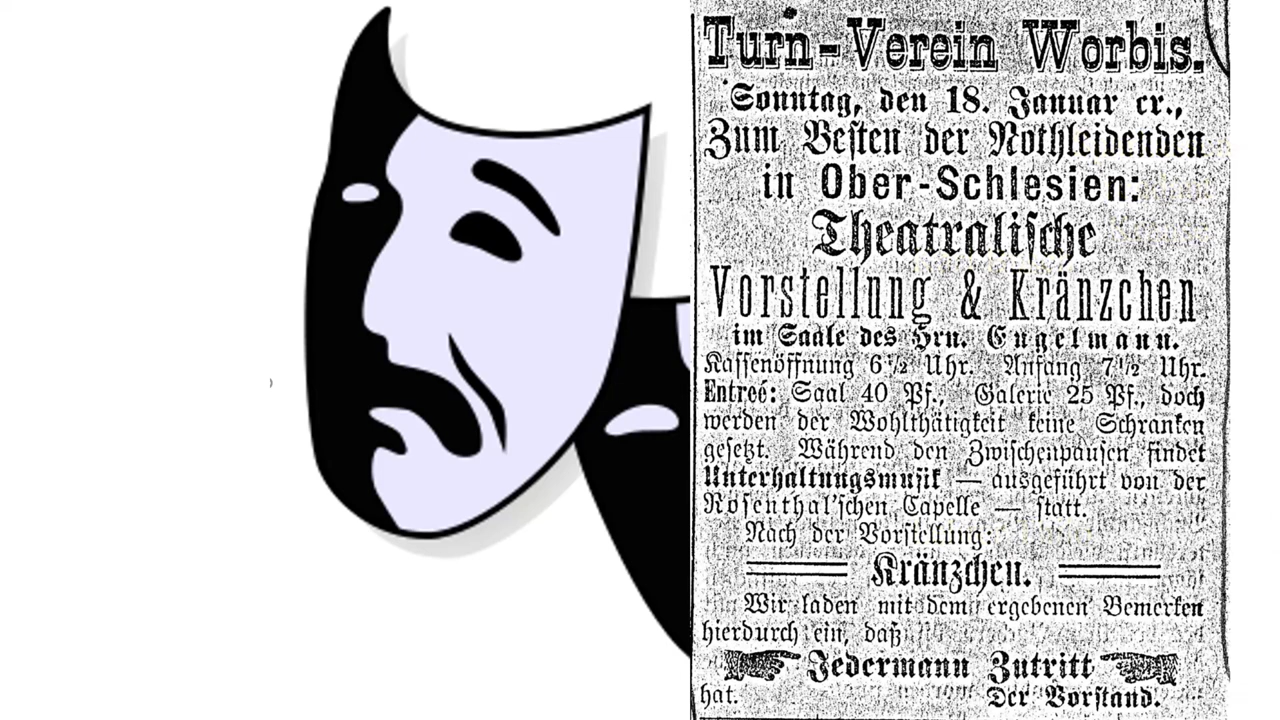 Turn-Verein Worbis.
Sonntag, den 18. Januar cr.,
Zum Besten der Nothleidenden
in Ober-Schlesien:
Theatralische
Vorstellung & Kränzchen
im Saale des Hrn. Engelmann.
Kassenöffnung 6½ Uhr. Anfang 7½ Uhr.
Entreé: Saal 40 Pf., Galerie 25 Pf., doch
werden der Wohlthätigkeit keine Schranken
gesetzt. Während den Zwischenpausen findet
Unterhaltungsmusik — ausgeführt von der
Rosenthal'schen Capelle — statt.
Nach der Vorstellung:
Kränzchen.
Wir laden mit dem ergebenen Bemerken
hierdurch ein, daß
Jedermann Zutritt
hat. Der Vorstand.